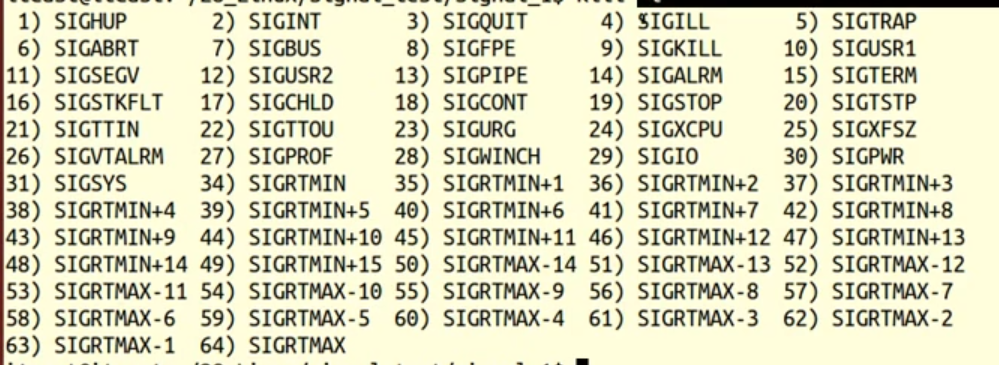 1) SIGHUP 2) SIGINT 3) SIGQUIT 4) SIGILL 5) SIGTRAP
6) SIGABRT 7) SIGBUS 8) SIGFPE 9) SIGKILL 10) SIGUSR1
11) SIGSEGV 12) SIGUSR2 13) SIGPIPE 14) SIGALRM 15) SIGTERM
16) SIGSTKFLT 17) SIGCHLD 18) SIGCONT 19) SIGSTOP 20) SIGTSTP
21) SIGTTIN 22) SIGTTOU 23) SIGURG 24) SIGXCPU 25) SIGXFSZ
26) SIGVTALRM 27) SIGPROF 28) SIGWINCH 29) SIGIO 30) SIGPWR
31) SIGSYS 34) SIGRTMIN 35) SIGRTMIN+1 36) SIGRTMIN+2 37) SIGRTMIN+3
38) SIGRTMIN+4 39) SIGRTMIN+5 40) SIGRTMIN+6 41) SIGRTMIN+7 42) SIGRTMIN+8
43) SIGRTMIN+9 44) SIGRTMIN+10 45) SIGRTMIN+11 46) SIGRTMIN+12 47) SIGRTMIN+13
48) SIGRTMIN+14 49) SIGRTMIN+15 50) SIGRTMAX-14 51) SIGRTMAX-13 52) SIGRTMAX-12
53) SIGRTMAX-11 54) SIGRTMAX-10 55) SIGRTMAX-9 56) SIGRTMAX-8 57) SIGRTMAX-7
58) SIGRTMAX-6 59) SIGRTMAX-5 60) SIGRTMAX-4 61) SIGRTMAX-3 62) SIGRTMAX-2
63) SIGRTMAX-1 64) SIGRTMAX